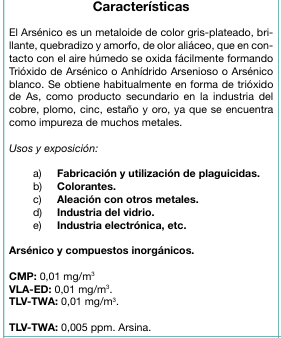 Características
El Arsénico es un metaloide de color gris-plateado, bri-
llante, quebradizo y amorfo, de olor aliáceo, que en con-
tacto con el aire húmedo se oxida fácilmente formando
Trióxido de Arsénico o Anhídrido Arsenioso o Arsénico
blanco. Se obtiene habitualmente en forma de trióxido
de As, como producto secundario en la industria del
cobre, plomo, cinc, estaño y oro, ya que se encuentra
como impureza de muchos metales.
Usos y exposición:
a) Fabricación y utilización de plaguicidas.
b) Colorantes.
c) Aleación con otros metales.
d) Industria del vidrio.
e) Industria electrónica, etc.
Arsénico y compuestos inorgánicos.
CMP: 0,01 mg/m³
VLA-ED: 0,01 mg/m³.
TLV-TWA: 0,01 mg/m³.
TLV-TWA: 0,005 ppm. Arsina.